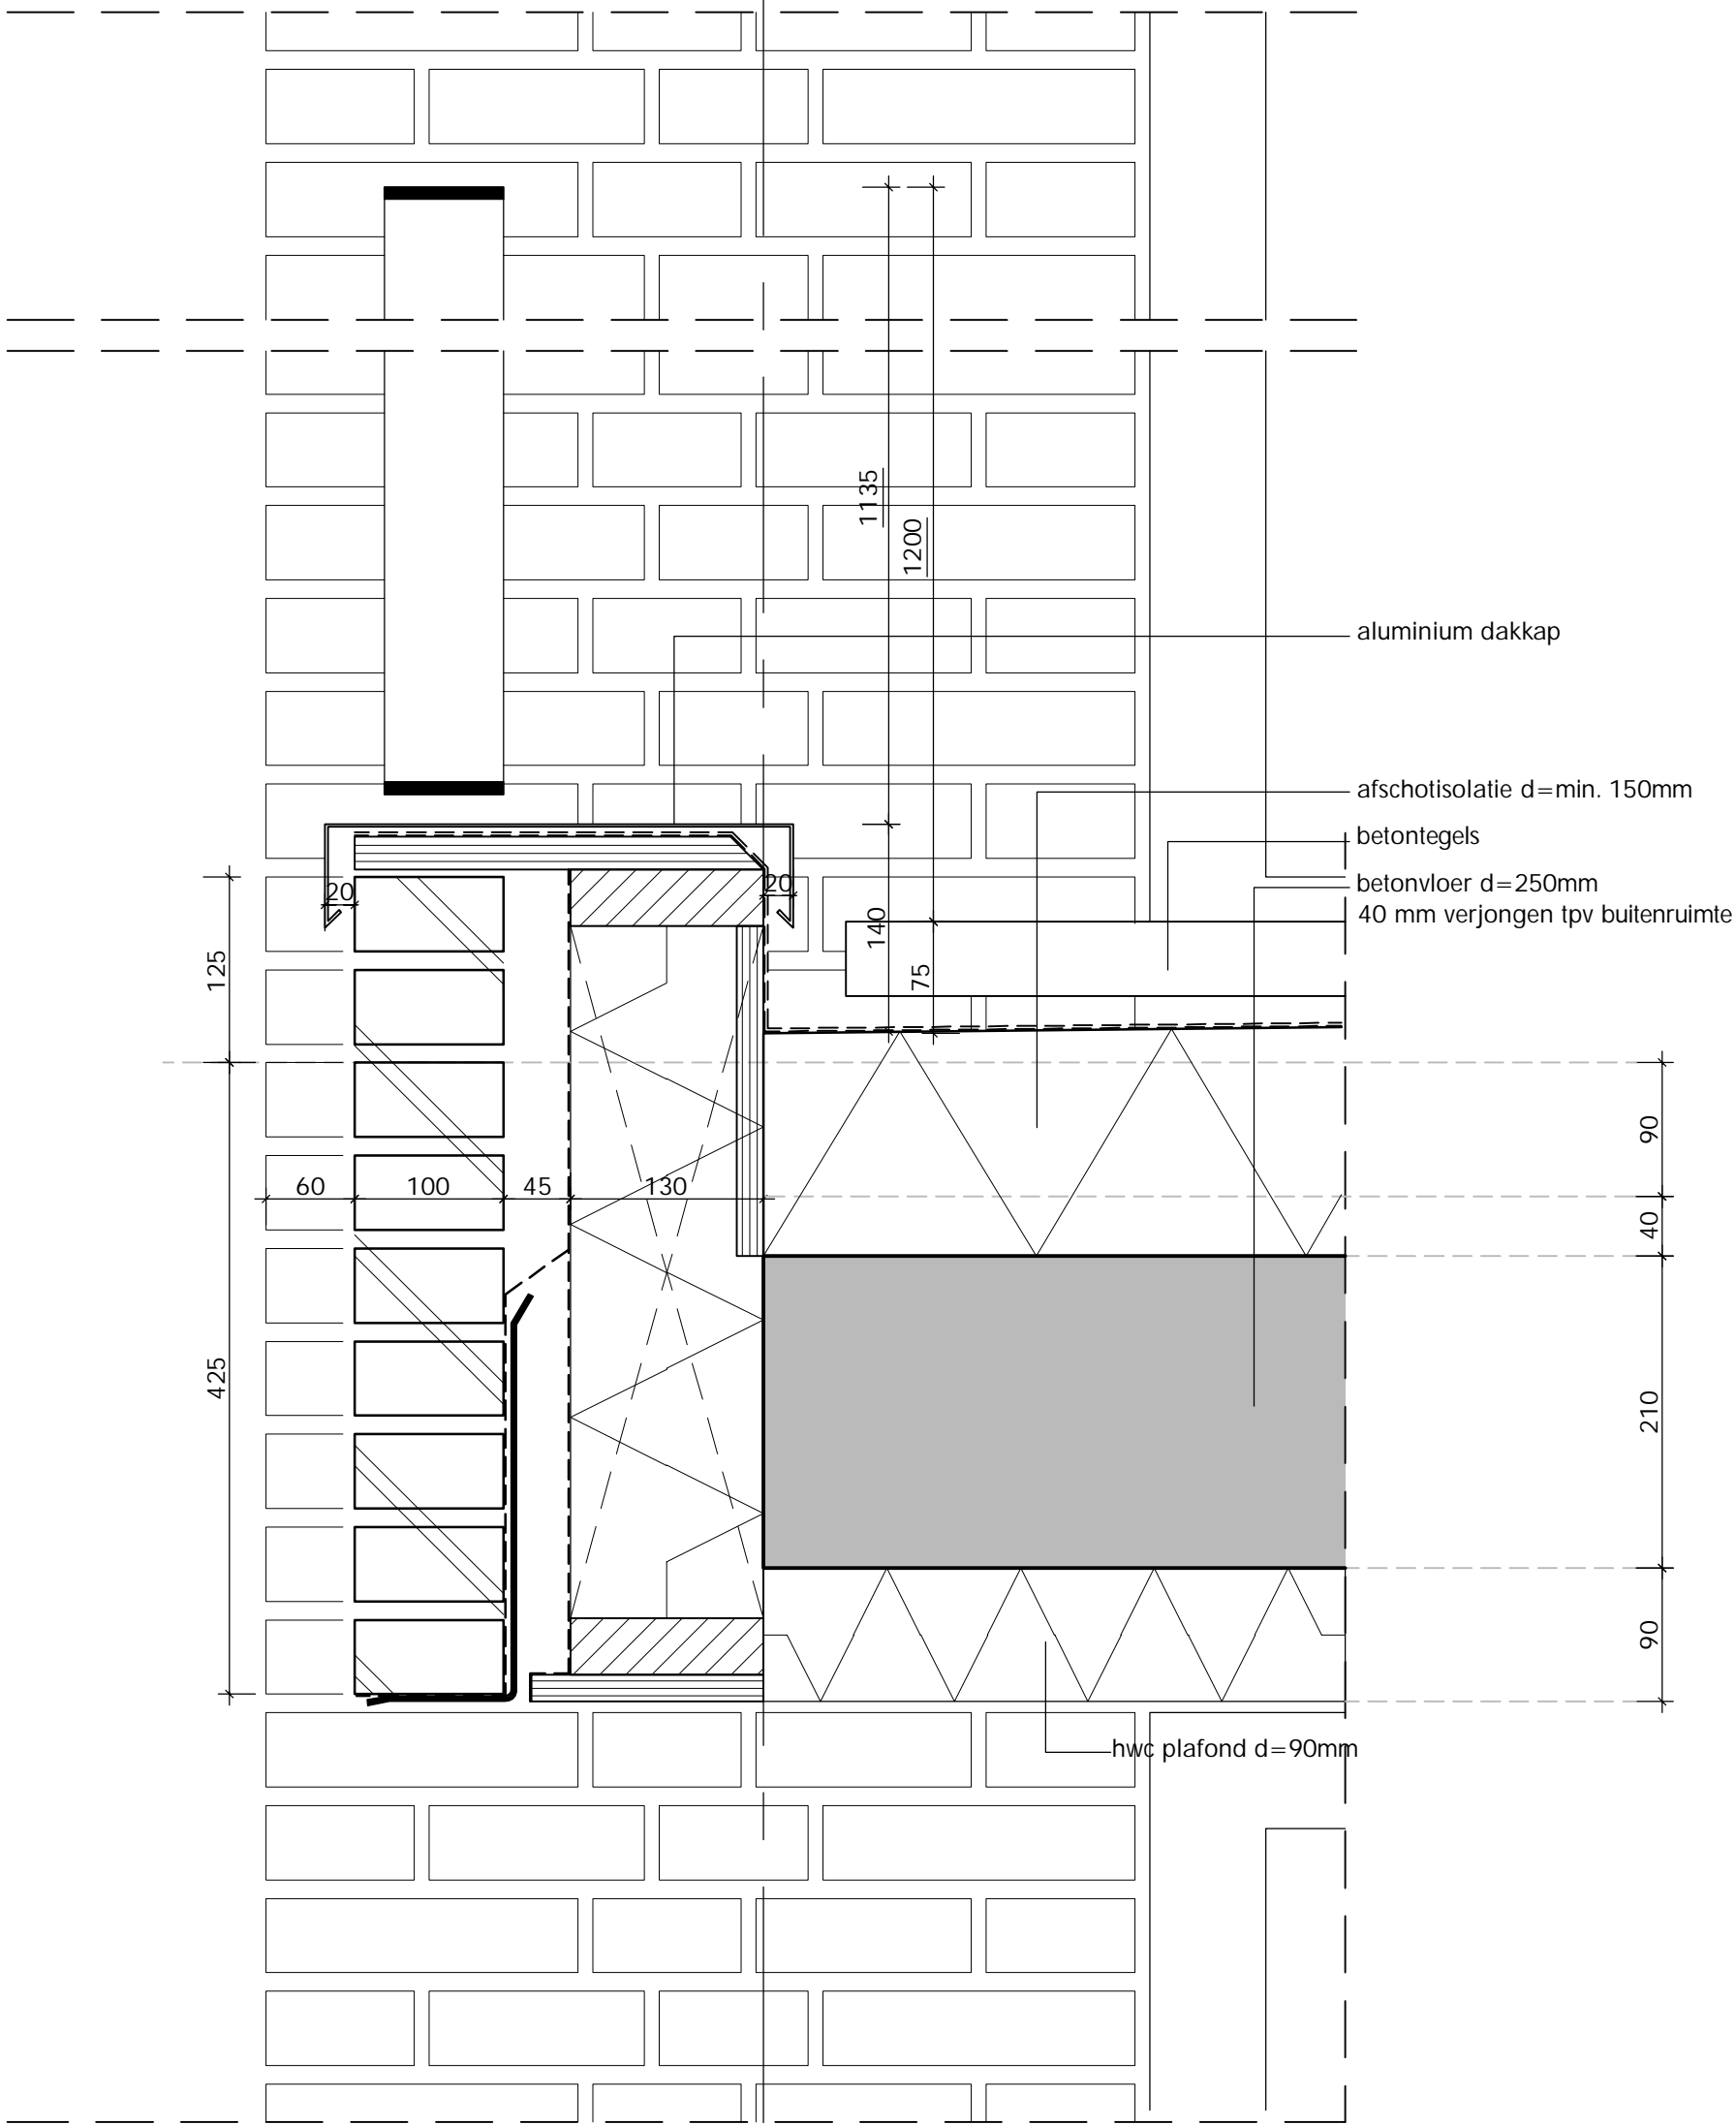 1135
1200
aluminium dakkap
afschotisolatie d=min. 150mm
betontegels
betonvloer d=250mm
40 mm verjongen tpv buitenruimte
20
20
140
75
125
90
60
100
45
130
40
425
210
90
hwc plafond d=90mm